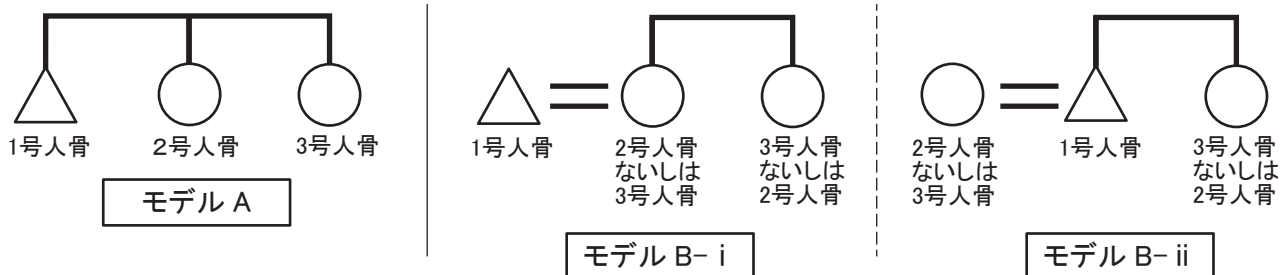 1号人骨
2号人骨
3号人骨
モデル A
1号人骨
2号人骨
ないしは
3号人骨
3号人骨
ないしは
2号人骨
モデル B- i
2号人骨
ないしは
3号人骨
1号人骨
3号人骨
ないしは
2号人骨
モデル B- ii